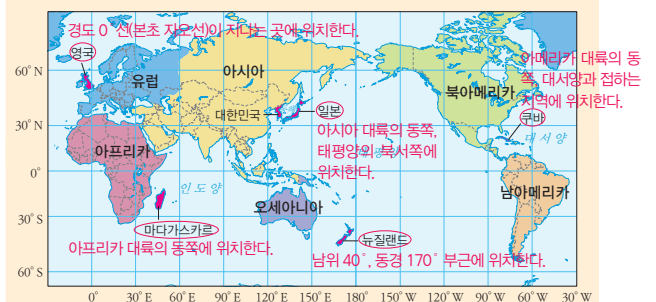 경도 0°선(본초 자오선)이 지나는 곳에 위치한다.
영국
유럽
아시아
북아메리카
아메리카 대륙의 동
쪽, 대서양과 접하는
지역에 위치한다.
쿠바
대서양
대한민국
일본
아시아 대륙의 동쪽,
태평양의 북서쪽에
위치한다.
아프리카
인도양
오세아니아
남아메리카
마다가스카르
아프리카 대륙의 동쪽에 위치한다.
뉴질랜드
남위 40°, 동경 170° 부근에 위치한다.
60°N
30°N
0°
30°S
60°S
0° 30°E 60°E 90°E 120°E 150°E 180° 150°W 120°W 90°W 60°W 30°W